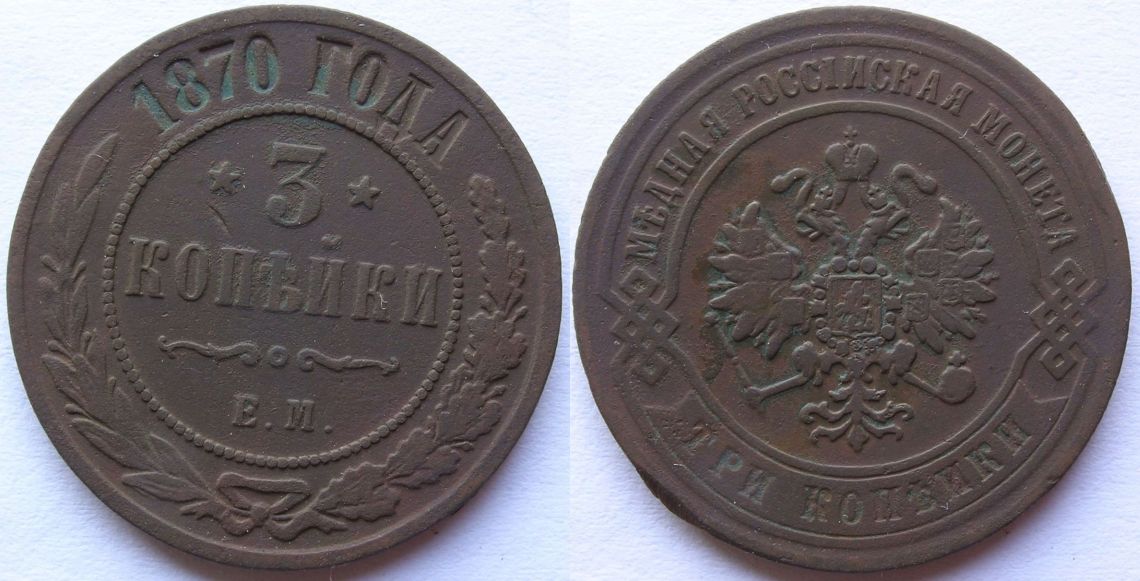 1870 ГОДА
3
КОПѢЙКИ
Е.М.
МѢДНАЯ РОССІЙСКАЯ МОНЕТА
ТРИ КОПѢЙКИ